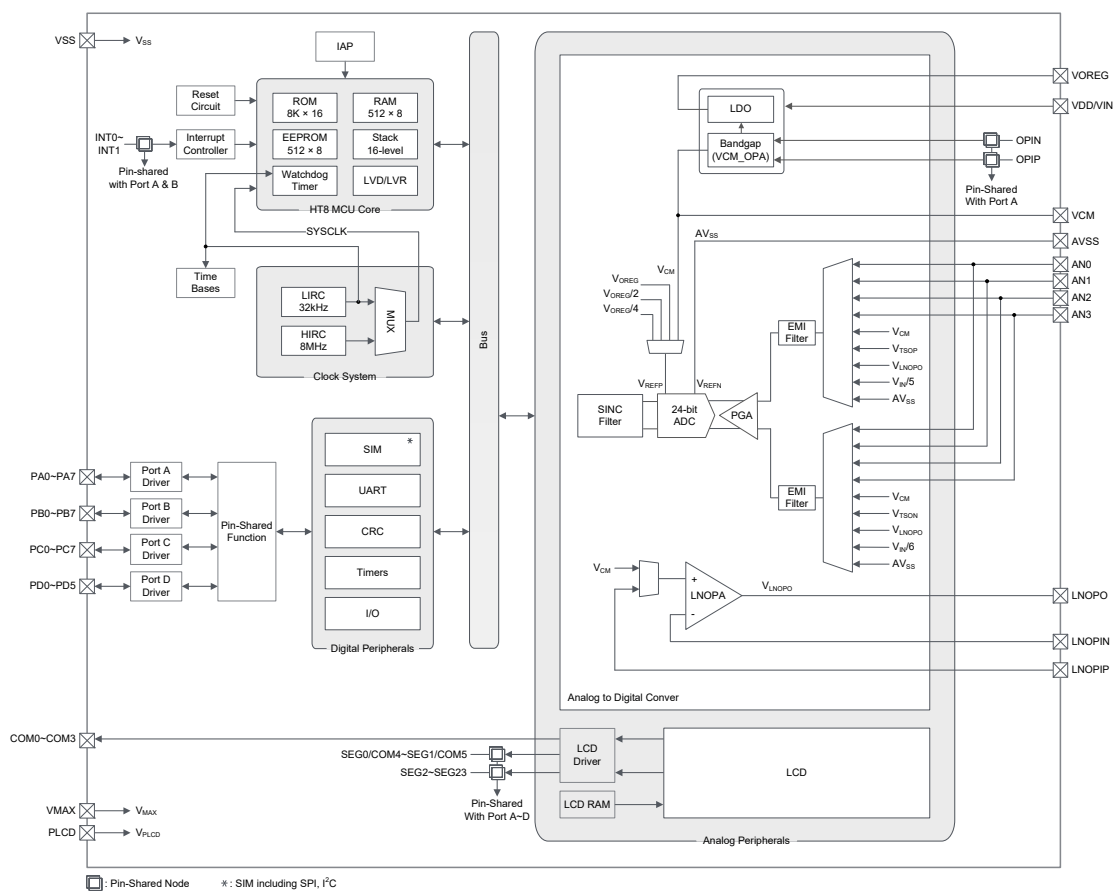 VSS
VSS
IAP
Reset
Circuit
ROM
8K × 16
RAM
512 × 8
INT0~
INT1
Interrupt
Controller
EEPROM
512 × 8
Stack
16-level
Pin-shared
with Port A & B
Watchdog
Timer
LVD/LVR
HT8 MCU Core
SYSCLK
Time
Bases
LIRC
32kHz
HIRC
8MHz
MUX
Clock System
Bus
SIM
*
UART
CRC
Timers
I/O
Digital Peripherals
PA0~PA7
Port A
Driver
PB0~PB7
Port B
Driver
PC0~PC7
Port C
Driver
PD0~PD5
Port D
Driver
Pin-Shared
Function
LDO
Bandgap
(VCM_OPA)
VOREG
VDD/VIN
OPIN
OPIP
Pin-Shared
With Port A
VCM
AVSS
AVSS
AN0
AN1
AN2
AN3
VCM
VOREG
VOREG/2
VOREG/4
EMI
Filter
VCM
VTSOP
VLNOPO
VIN/5
AVSS
VREFP
VREFN
SINC
Filter
24-bit
ADC
PGA
EMI
Filter
VCM
VTSON
VLNOPO
VIN/6
AVSS
VCM
+
LNOPA
-
VLNOPO
LNOPO
LNOPIN
LNOPIP
Analog to Digital Conver
COM0~COM3
SEG0/COM4~SEG1/COM5
SEG2~SEG23
Pin-Shared
With Port A~D
LCD
Driver
LCD
LCD RAM
Analog Peripherals
VMAX
VMAX
PLCD
VPLCD
: Pin-Shared Node
* : SIM including SPI, I²C